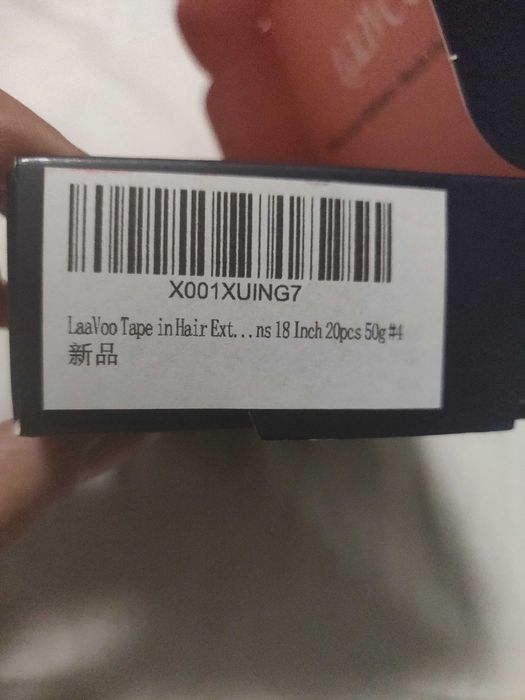 X001XUING7
LaaVoo Tape in Hair Ext...ns 18 Inch 20pcs 50g #4
新品